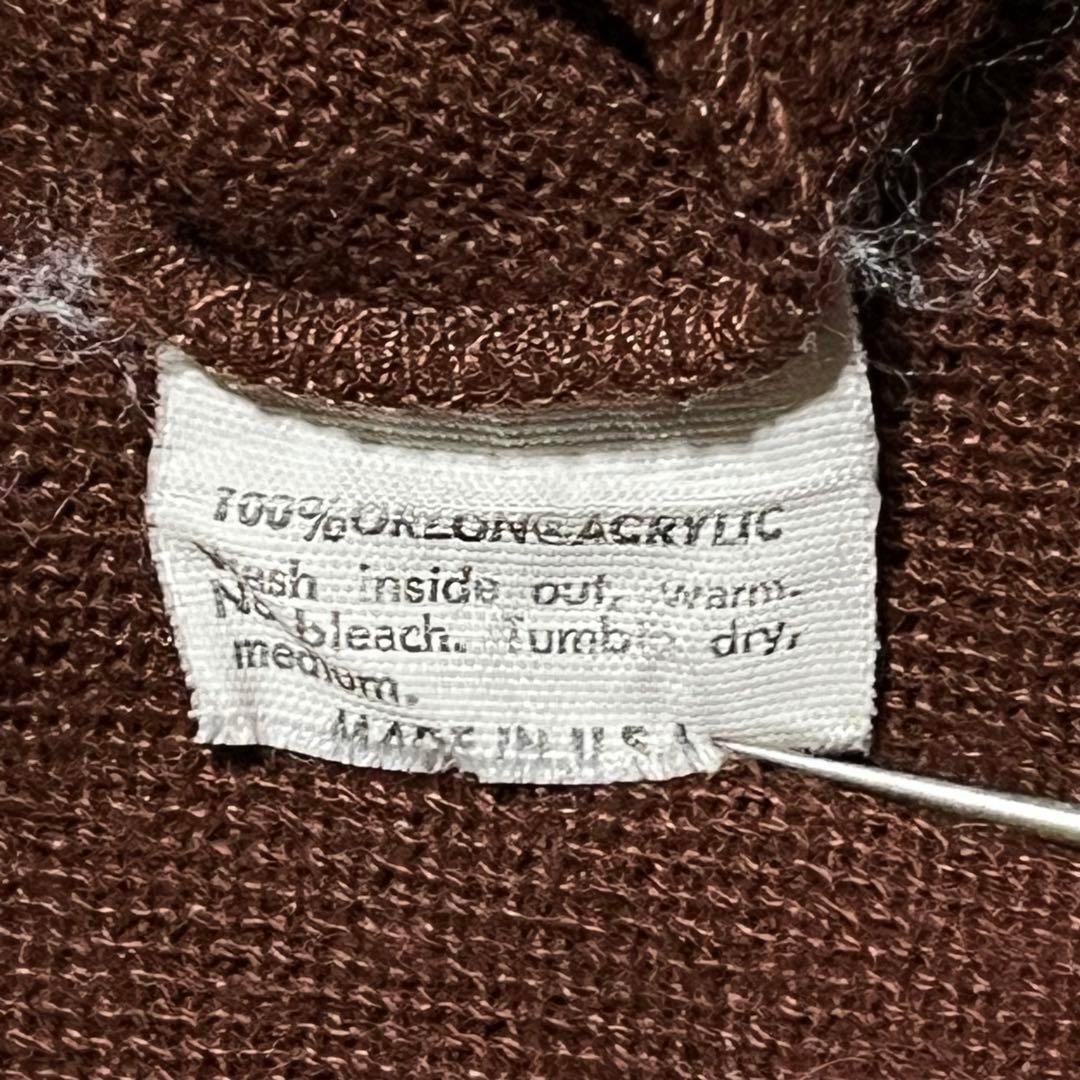 100% ORLON® ACRYLIC
Wash inside out, warm.
No bleach. Tumble dry,
medium.
MADE IN U.S.A